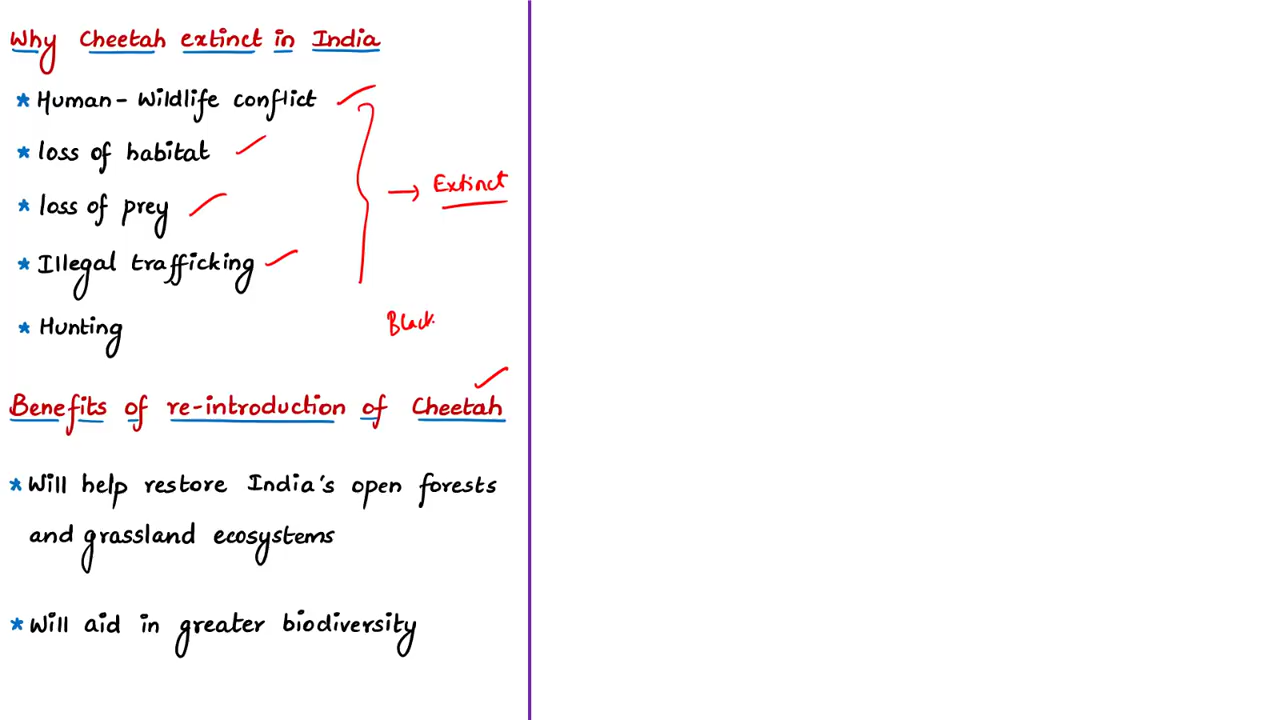 Why Cheetah extinct in India
* Human - Wildlife conflict
* loss of habitat
* loss of prey
→ Extinct
* Illegal trafficking
* Hunting
Black
Benefits of re-introduction of Cheetah
* Will help restore India's open forests
and grassland ecosystems
* Will aid in greater biodiversity